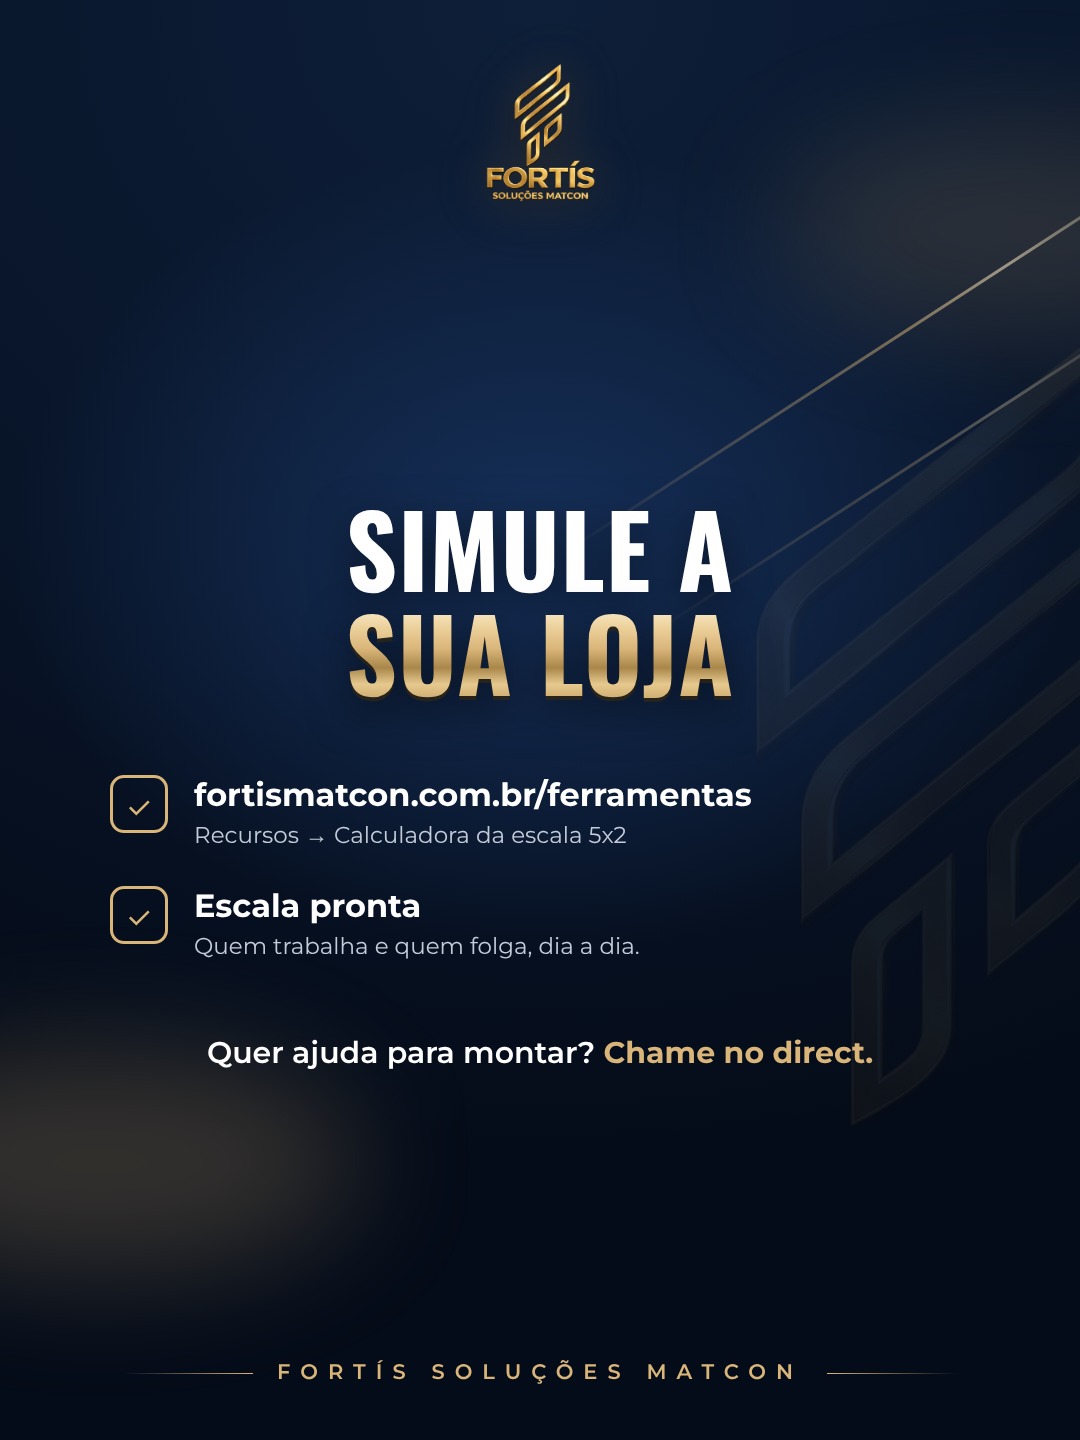 FORTÍS
SOLUÇÕES MATCON
SIMULE A
SUA LOJA
fortismatcon.com.br/ferramentas
Recursos → Calculadora da escala 5x2
Escala pronta
Quem trabalha e quem folga, dia a dia.
Quer ajuda para montar? Chame no direct.
FORTÍS SOLUÇÕES MATCON